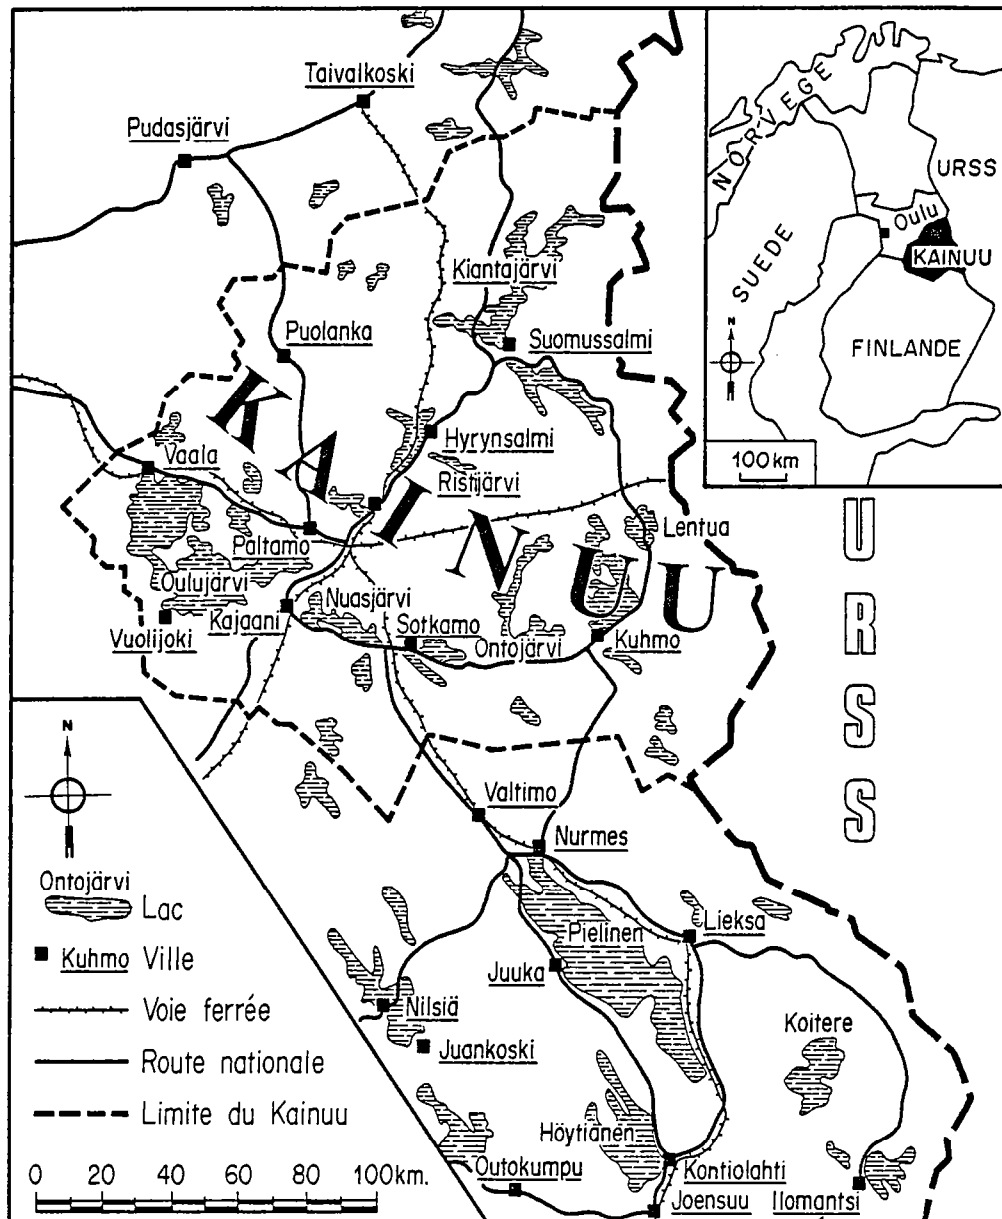 Taivalkoski
Pudasjärvi
Kiantajärvi
Puolanka
Suomussalmi
KAINUU
Hyrynsalmi
Vaala
Ristijärvi
Lentua
Paltamo
Oulujärvi
Nuasjärvi
Kajaani
Sotkamo
Vuolijoki
Ontojärvi
Kuhmo
URSS
Valtimo
Nurmes
Lieksa
Pielinen
Juuka
Nilsiä
Koitere
Juankoski
Höytiänen
Outokumpu
Kontiolahti
Joensuu
Ilomantsi
NORVEGE
URSS
Oulu
SUEDE
KAINUU
N
FINLANDE
100 km
N
Ontojärvi
Lac
Kuhmo Ville
Voie ferrée
Route nationale
Limite du Kainuu
0 20 40 60 80 100 km.